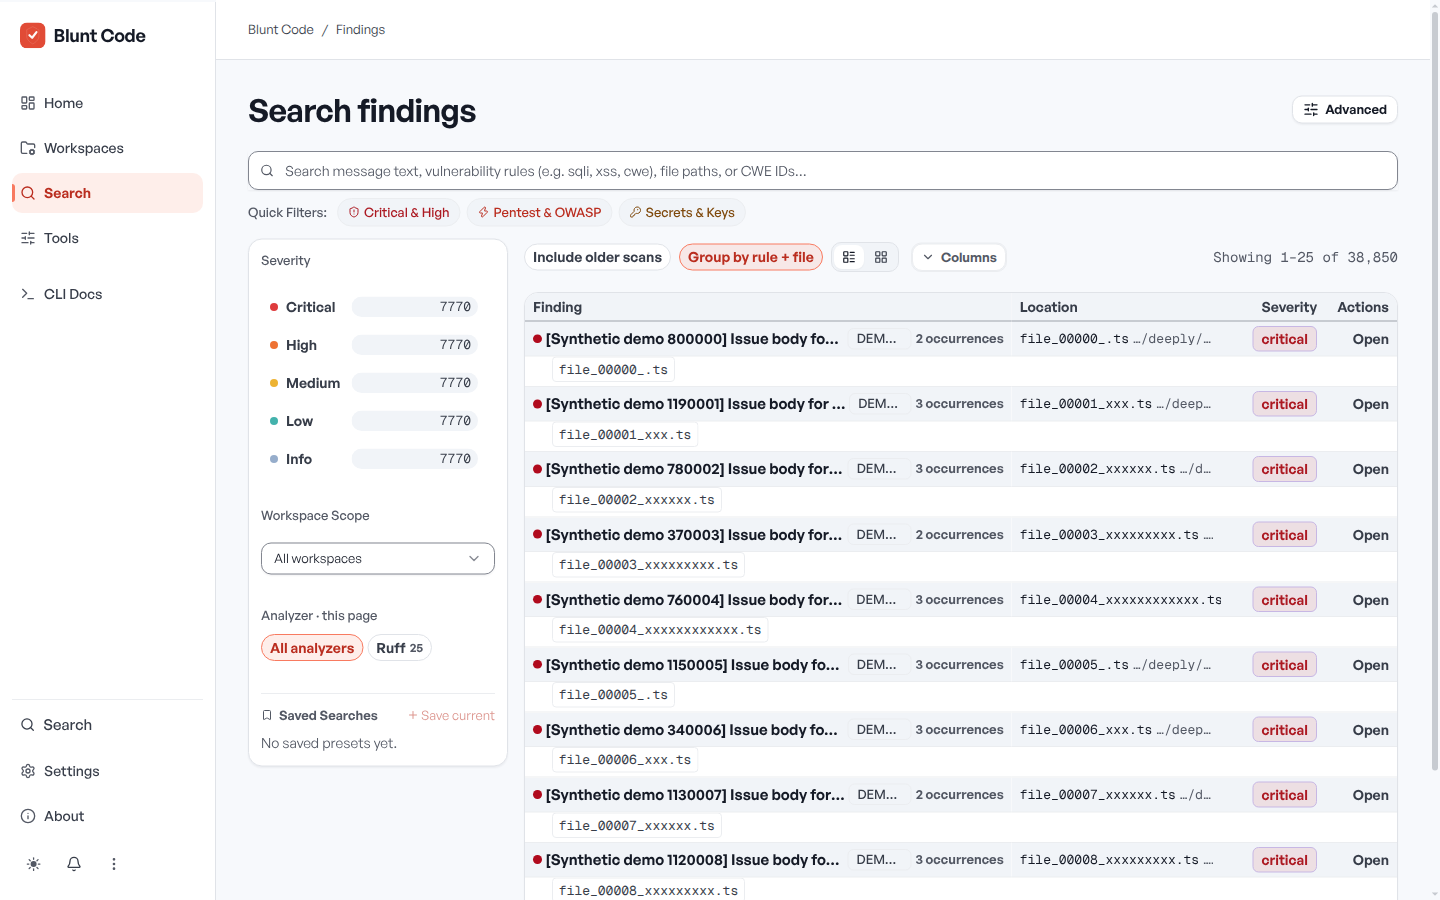 Blunt Code
Home
Workspaces
Search
Tools
CLI Docs
Search
Settings
About
Blunt Code / Findings
Search findings
Advanced
Search message text, vulnerability rules (e.g. sqli, xss, cwe), file paths, or CWE IDs...
Quick Filters: Critical & High Pentest & OWASP Secrets & Keys
Severity
Critical 7770
High 7770
Medium 7770
Low 7770
Info 7770
Workspace Scope
All workspaces
Analyzer · this page
All analyzers Ruff 25
Saved Searches + Save current
No saved presets yet.
Include older scans Group by rule + file Columns Showing 1–25 of 38,850
Finding Location Severity Actions
[Synthetic demo 800000] Issue body fo... DEM... 2 occurrences file_00000_.ts …/deeply/… critical Open
file_00000_.ts
[Synthetic demo 1190001] Issue body for ... DEM... 3 occurrences file_00001_xxx.ts …/deep… critical Open
file_00001_xxx.ts
[Synthetic demo 780002] Issue body for... DEM... 3 occurrences file_00002_xxxxxx.ts …/d… critical Open
file_00002_xxxxxx.ts
[Synthetic demo 370003] Issue body for... DEM... 2 occurrences file_00003_xxxxxxxxx.ts … critical Open
file_00003_xxxxxxxxx.ts
[Synthetic demo 760004] Issue body for... DEM... 3 occurrences file_00004_xxxxxxxxxxxx.ts critical Open
file_00004_xxxxxxxxxxxx.ts
[Synthetic demo 1150005] Issue body fo... DEM... 3 occurrences file_00005_.ts …/deeply/… critical Open
file_00005_.ts
[Synthetic demo 340006] Issue body fo... DEM... 3 occurrences file_00006_xxx.ts …/deep… critical Open
file_00006_xxx.ts
[Synthetic demo 1130007] Issue body for... DEM... 2 occurrences file_00007_xxxxxx.ts …/d… critical Open
file_00007_xxxxxx.ts
[Synthetic demo 1120008] Issue body fo... DEM... 3 occurrences file_00008_xxxxxxxxx.ts … critical Open
file_00008_xxxxxxxxx.ts